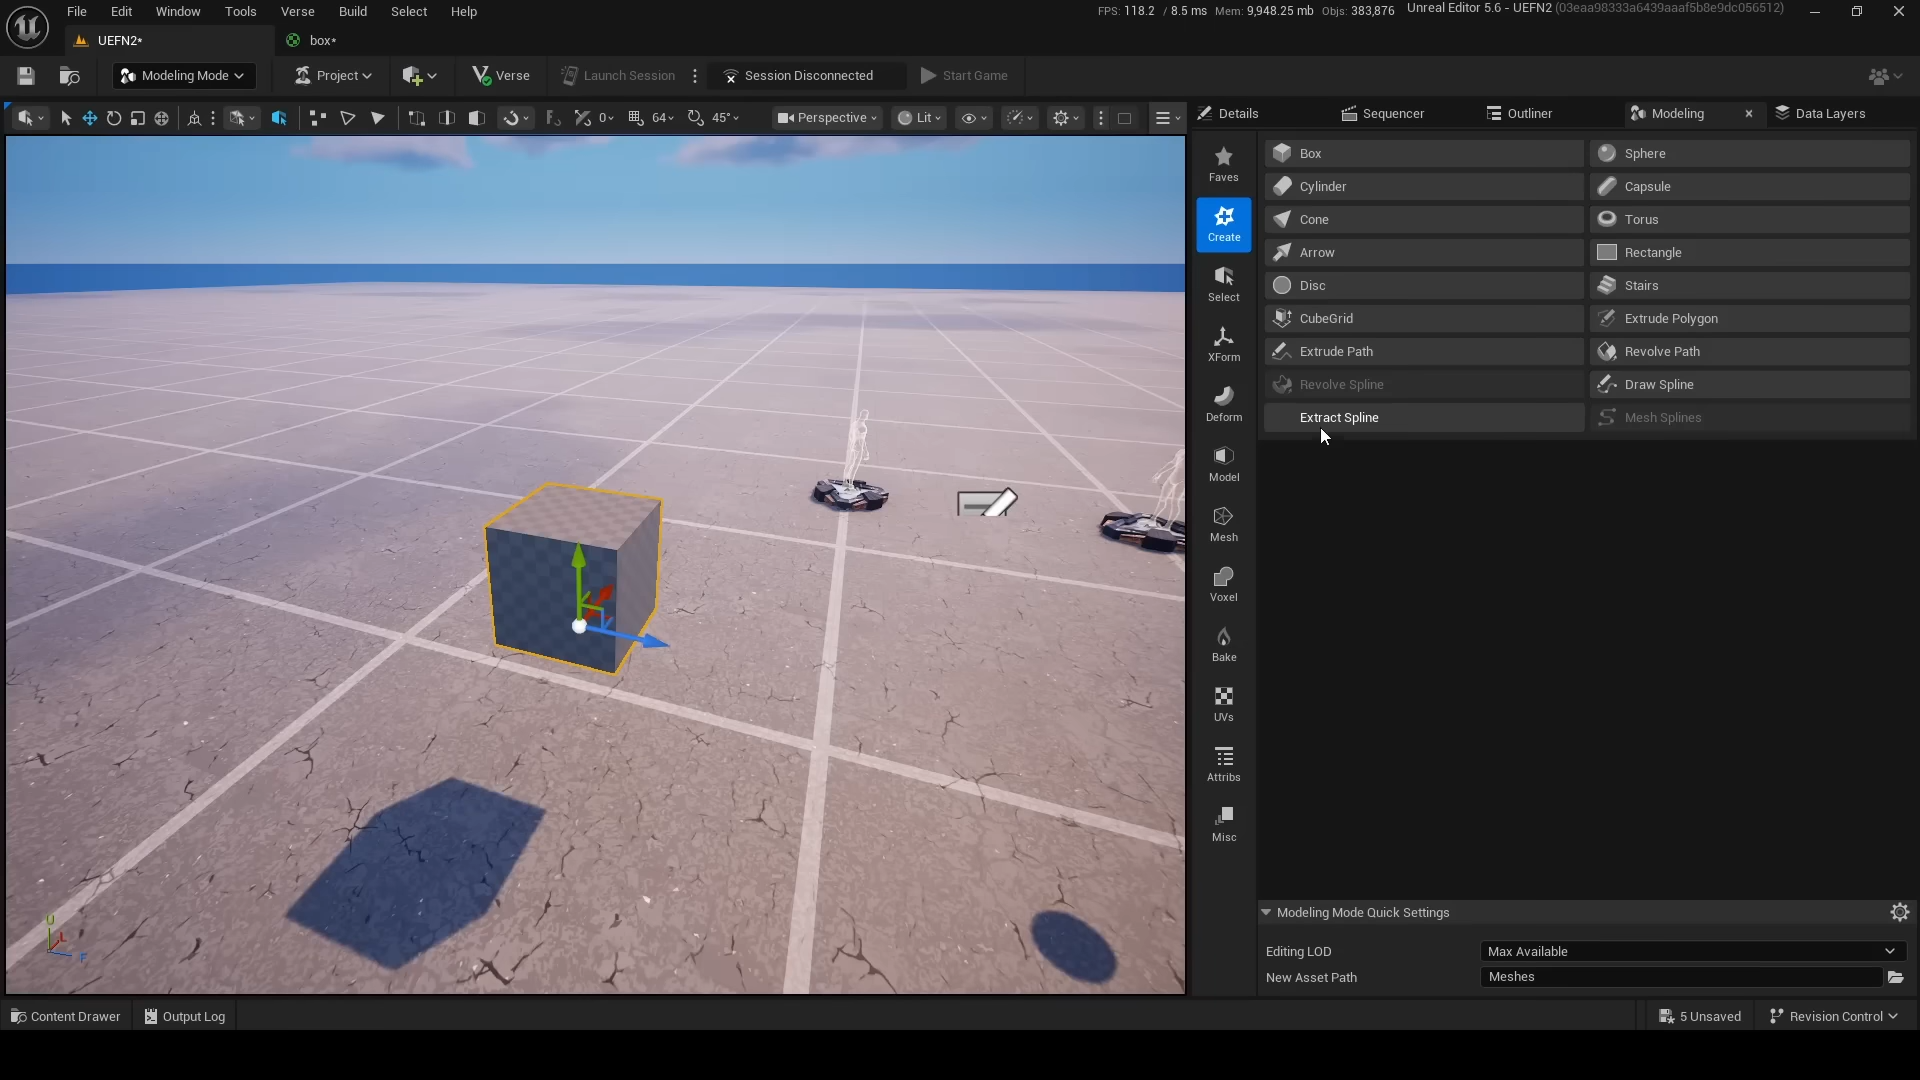 File Edit Window Tools Verse Build Select Help
FPS: 118.2 / 8.5 ms Mem: 9,948.25 mb Objs: 383,876 Unreal Editor 5.6 - UEFN2 (03eaa98333a6439aaaf5b8e9dc056512)
UEFN2* box*
Modeling Mode Project Verse Launch Session Session Disconnected Start Game
0 64 45° Perspective Lit
Details Sequencer Outliner Modeling Data Layers
Faves
Create
Select
XForm
Deform
Model
Mesh
Voxel
Bake
UVs
Attribs
Misc
Box Sphere
Cylinder Capsule
Cone Torus
Arrow Rectangle
Disc Stairs
CubeGrid Extrude Polygon
Extrude Path Revolve Path
Revolve Spline Draw Spline
Extract Spline Mesh Splines
Modeling Mode Quick Settings
Editing LOD Max Available
New Asset Path Meshes
U
L
F
Content Drawer Output Log 5 Unsaved Revision Control